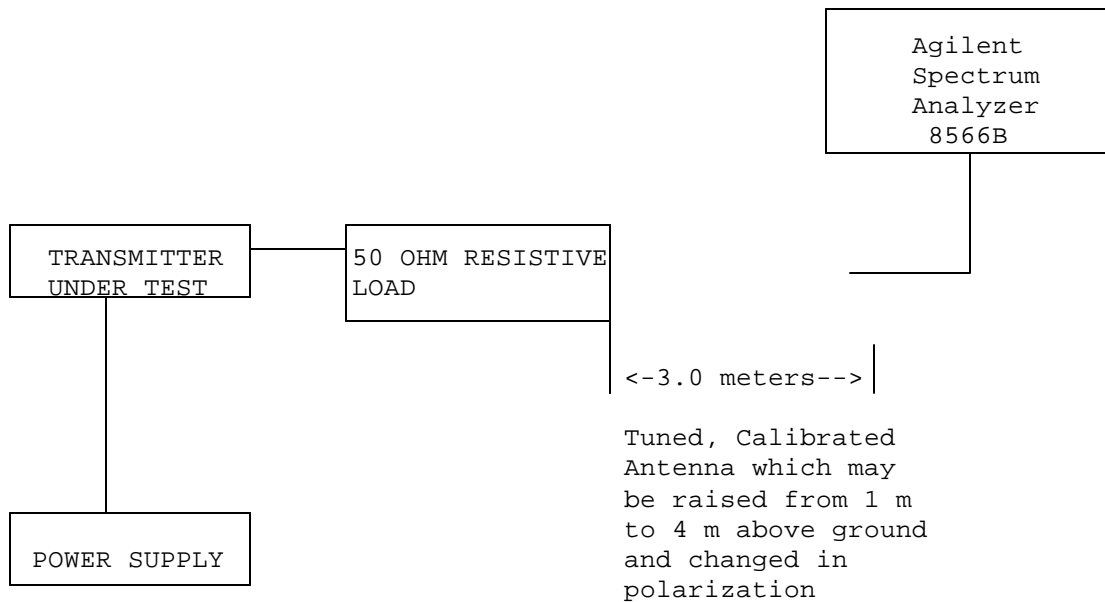 Agilent
Spectrum
Analyzer
8566B
TRANSMITTER
UNDER TEST
50 OHM RESISTIVE
LOAD
<-3.0 meters-->
Tuned, Calibrated
Antenna which may
be raised from 1 m
to 4 m above ground
and changed in
polarization
POWER SUPPLY